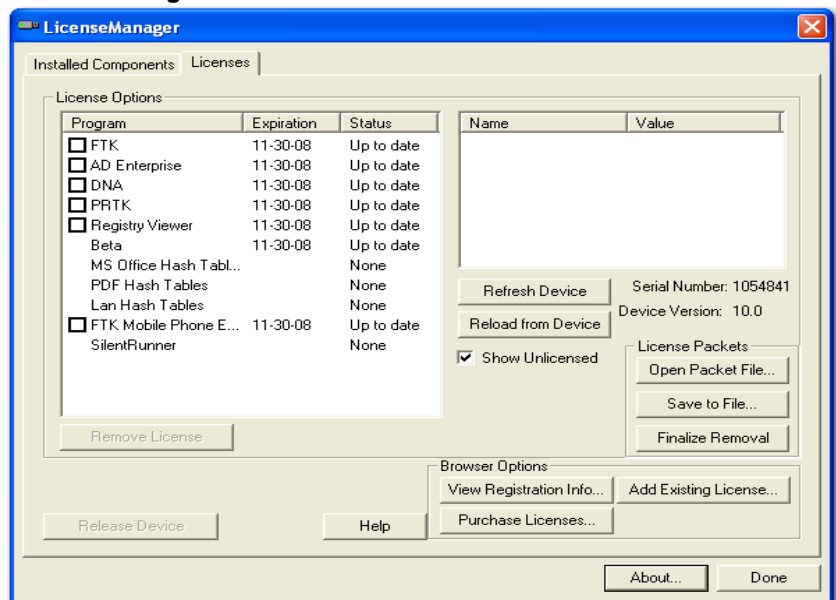 LicenseManager
Installed Components Licenses
License Options
Program Expiration Status
FTK 11-30-08 Up to date
AD Enterprise 11-30-08 Up to date
DNA 11-30-08 Up to date
PRTK 11-30-08 Up to date
Registry Viewer 11-30-08 Up to date
Beta 11-30-08 Up to date
MS Office Hash Tabl... None
PDF Hash Tables None
Lan Hash Tables None
FTK Mobile Phone E... 11-30-08 Up to date
SilentRunner None
Remove License
Name Value
Refresh Device Serial Number: 1054841
Reload from Device Device Version: 10.0
Show Unlicensed
License Packets
Open Packet File...
Save to File...
Finalize Removal
Browser Options
View Registration Info... Add Existing License...
Purchase Licenses...
Release Device Help
About... Done